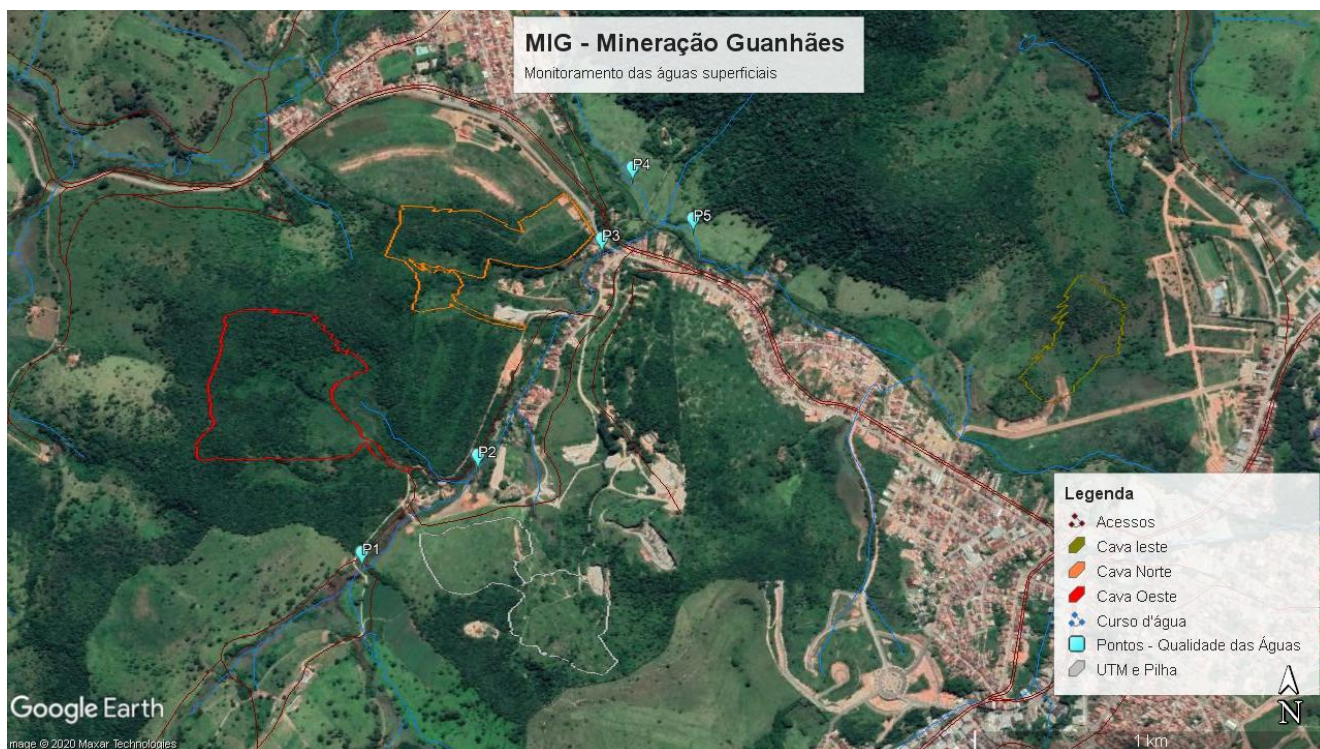 MIG - Mineração Guanhães
Monitoramento das águas superficiais
P4
P5
P3
P2
P1
Legenda
Acessos
Cava leste
Cava Norte
Cava Oeste
Curso d'água
Pontos - Qualidade das Águas
UTM e Pilha
N
1 km
Google Earth
Image © 2020 Maxar Technologies